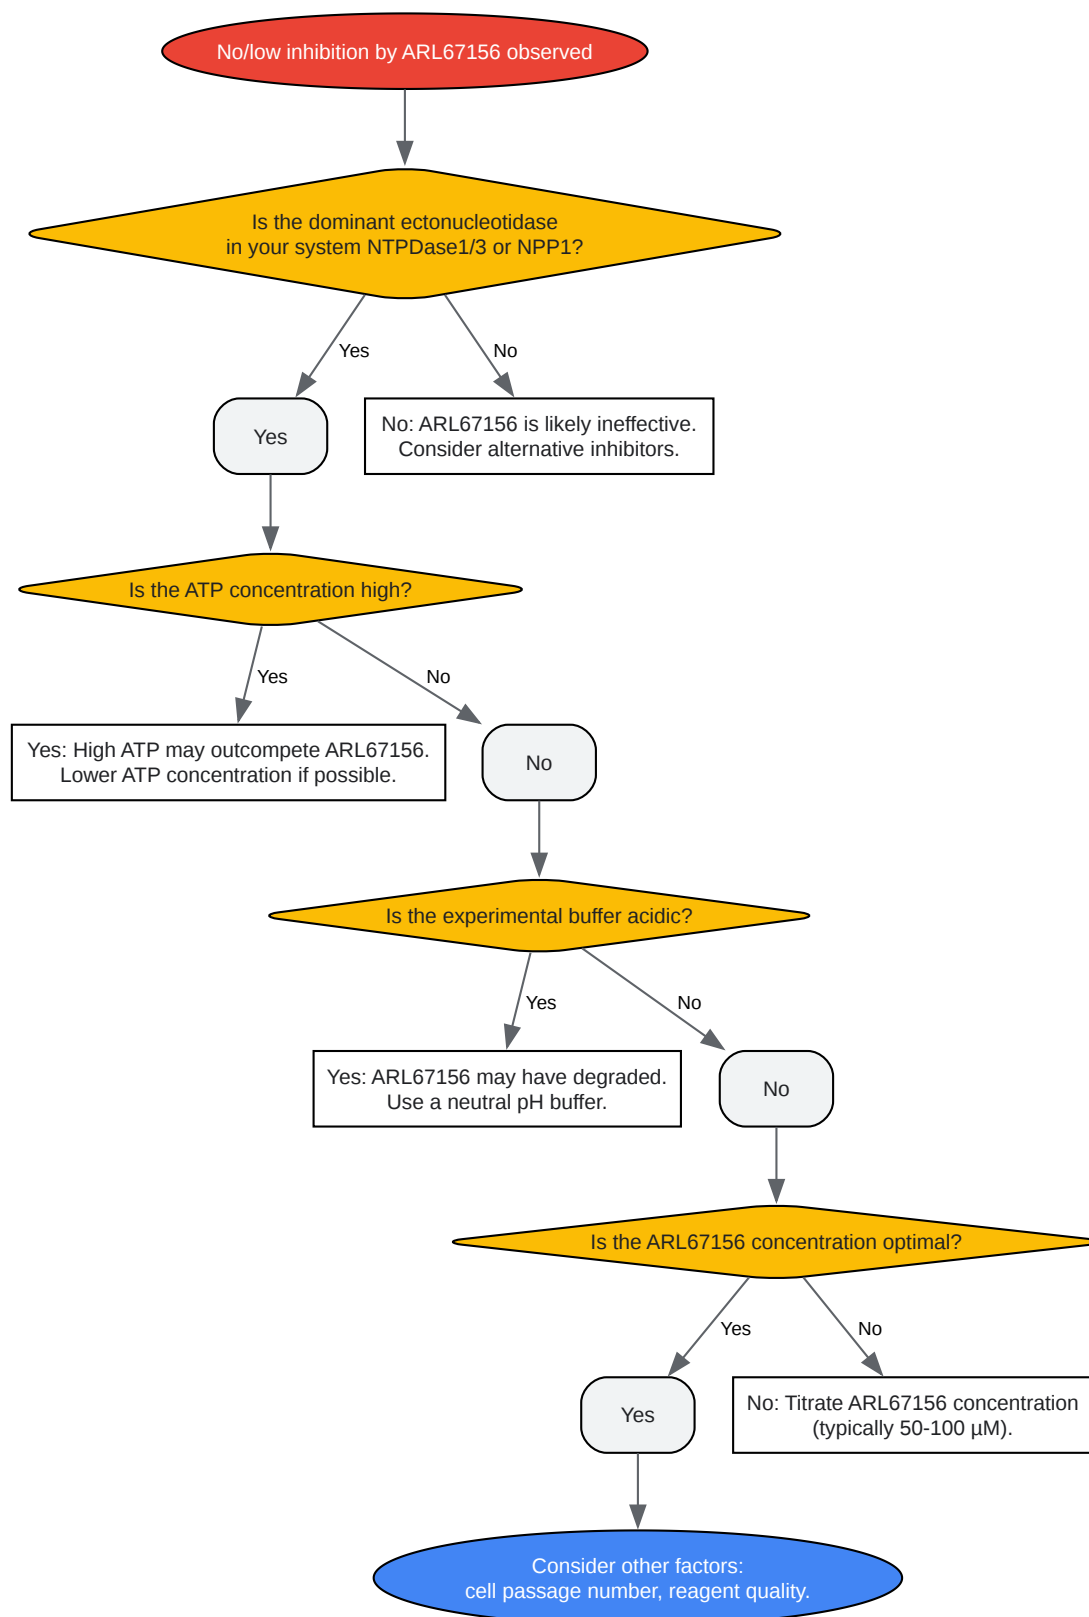 No/low inhibition by ARL67156 observed
Is the dominant ectonucleotidase
in your system NTPDase1/3 or NPP1?
Yes
No
Yes
No: ARL67156 is likely ineffective.
Consider alternative inhibitors.
Is the ATP concentration high?
Yes
No
Yes: High ATP may outcompete ARL67156.
Lower ATP concentration if possible.
No
Is the experimental buffer acidic?
Yes
No
Yes: ARL67156 may have degraded.
Use a neutral pH buffer.
No
Is the ARL67156 concentration optimal?
Yes
No
Yes
No: Titrate ARL67156 concentration
(typically 50-100 µM).
Consider other factors:
cell passage number, reagent quality.